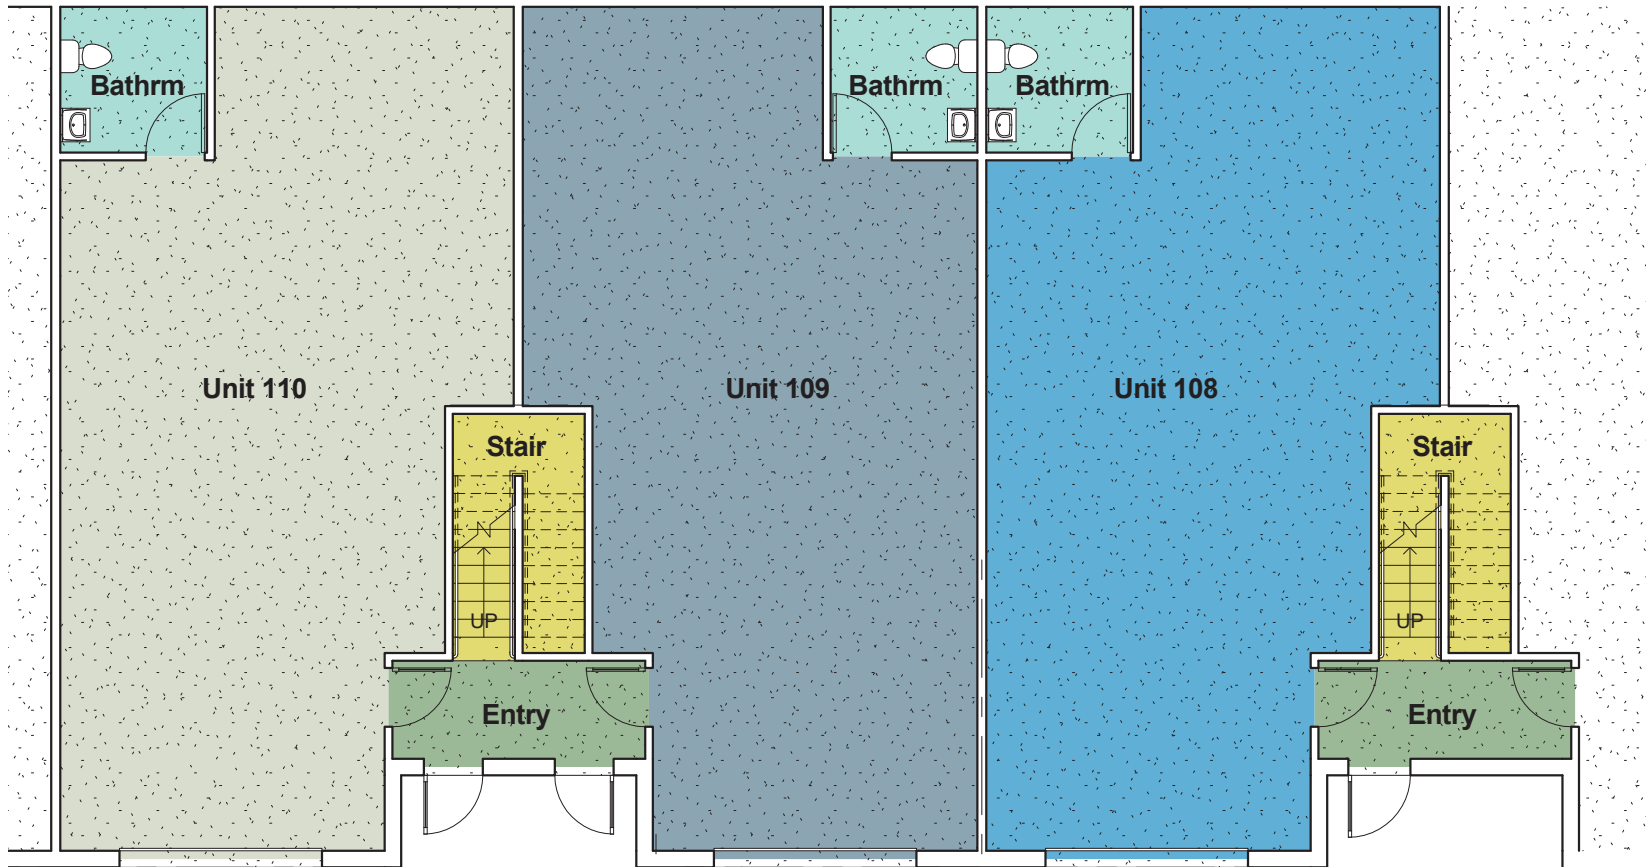 Bathrm
Bathrm
Bathrm
Unit 110
Unit 109
Unit 108
Stair
Stair
UP
UP
Entry
Entry